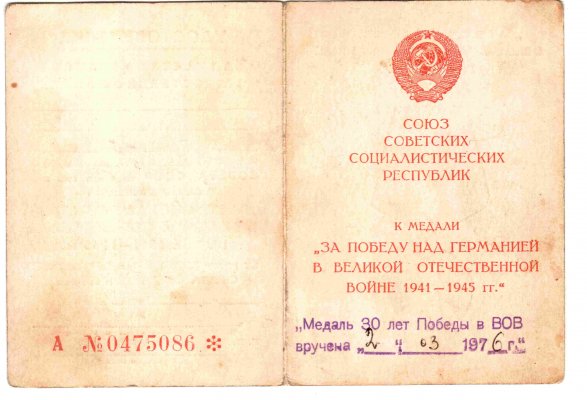 А №0475086 *
СОЮЗ
СОВЕТСКИХ
СОЦИАЛИСТИЧЕСКИХ
РЕСПУБЛИК
К МЕДАЛИ
„ЗА ПОБЕДУ НАД ГЕРМАНИЕЙ
В ВЕЛИКОЙ ОТЕЧЕСТВЕННОЙ
ВОЙНЕ 1941—1945 гг.“
„Медаль 30 лет Победы в ВОВ
вручена „2“ 03 1976 г.“